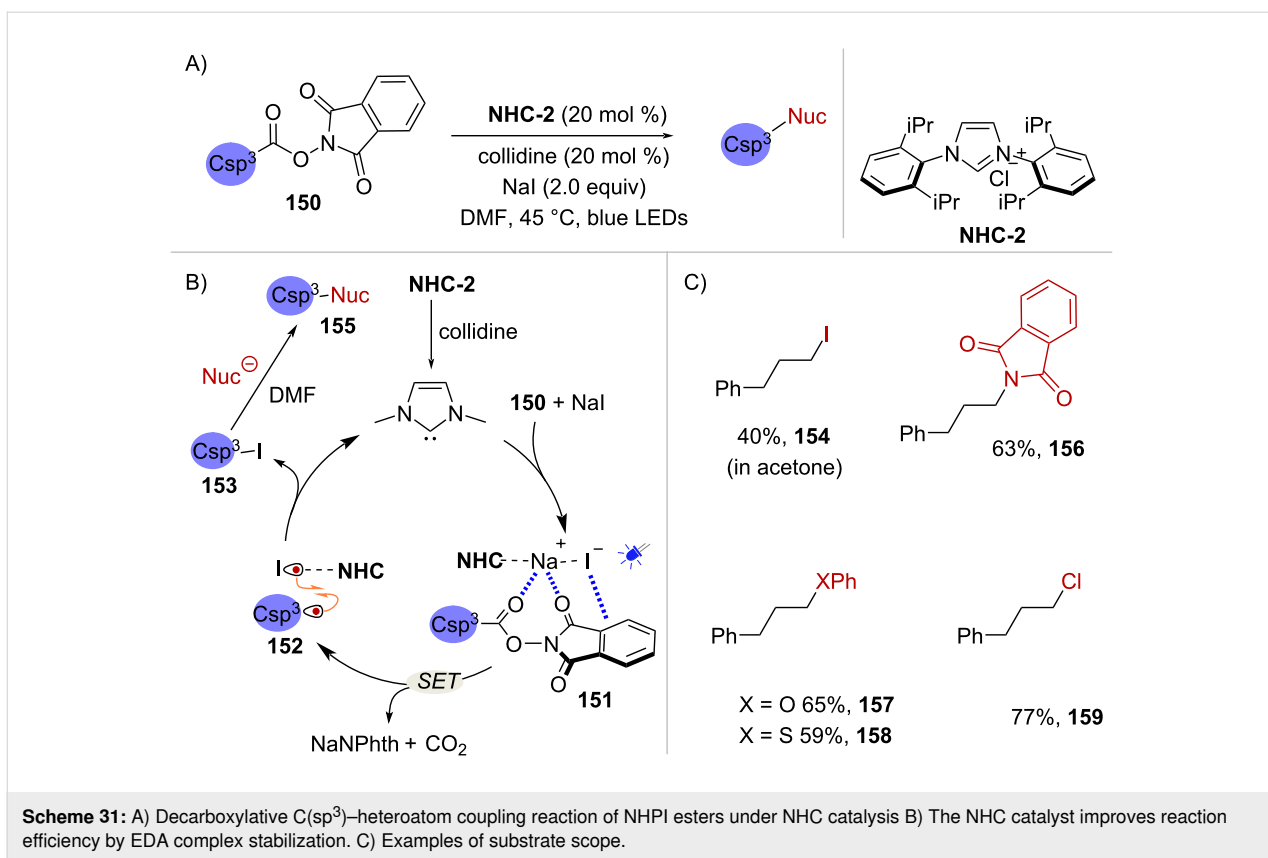 A)
O
O
N
O
O
Csp3
150
NHC-2 (20 mol %)
collidine (20 mol %)
NaI (2.0 equiv)
DMF, 45 °C, blue LEDs
Nuc
Csp3
iPr
iPr
N
N+
Cl−
iPr
iPr
NHC-2
B)
Csp3-Nuc
155
NHC-2
collidine
Nuc⊖
DMF
N
N
150 + NaI
Csp3-I
153
I
NHC
Csp3
152
NHC
Na+
I−
O
O
Csp3
O
N
O
151
SET
NaNPhth + CO2
C)
I
Ph
40%, 154
(in acetone)
O
N
O
Ph
63%, 156
XPh
Ph
X = O 65%, 157
X = S 59%, 158
Cl
Ph
77%, 159
Scheme 31: A) Decarboxylative C(sp3)–heteroatom coupling reaction of NHPI esters under NHC catalysis B) The NHC catalyst improves reaction
efficiency by EDA complex stabilization. C) Examples of substrate scope.